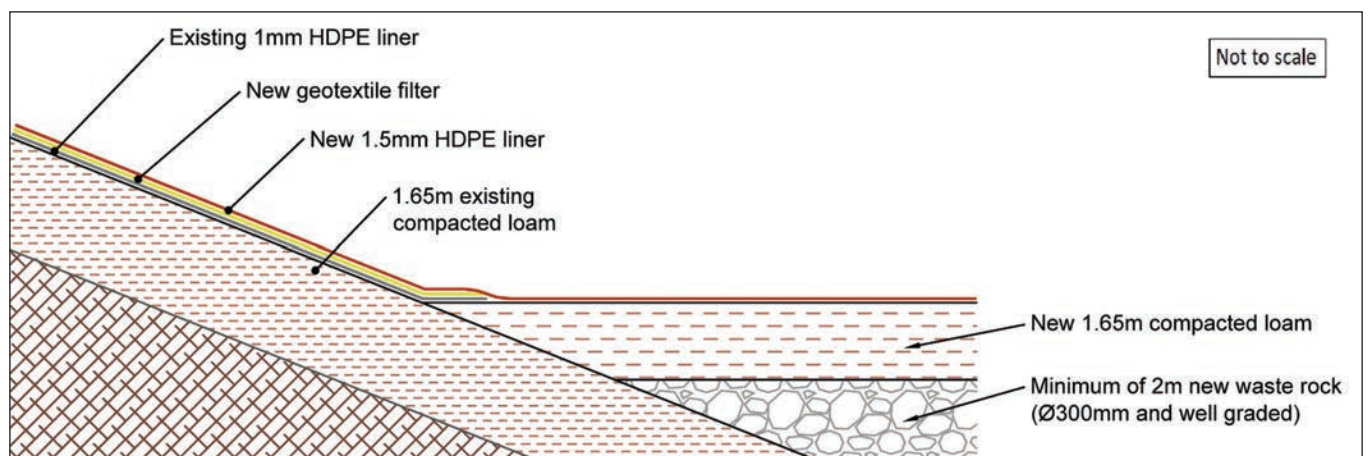 Existing 1mm HDPE liner
Not to scale
New geotextile filter
New 1.5mm HDPE liner
1.65m existing
compacted loam
New 1.65m compacted loam
Minimum of 2m new waste rock
(Ø300mm and well graded)